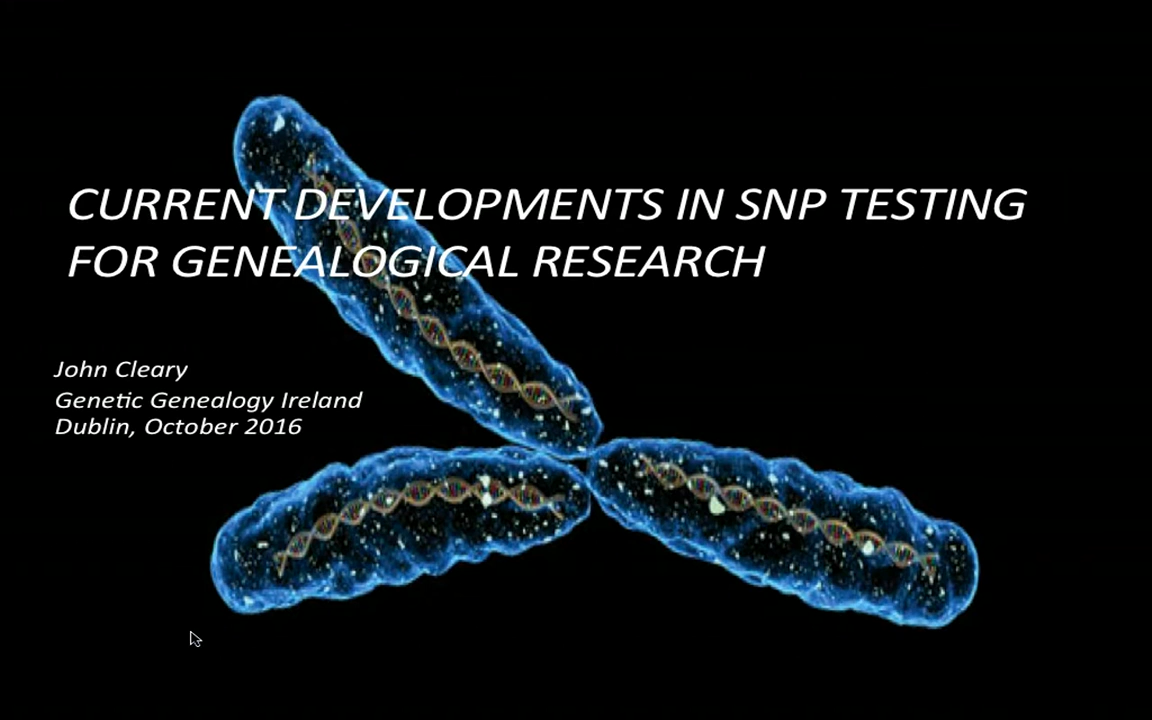 CURRENT DEVELOPMENTS IN SNP TESTING
FOR GENEALOGICAL RESEARCH
John Cleary
Genetic Genealogy Ireland
Dublin, October 2016